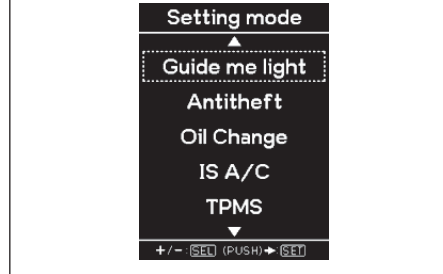 Setting mode
Guide me light
Antitheft
Oil Change
IS A/C
TPMS
+/-:SEL (PUSH)➔:SET